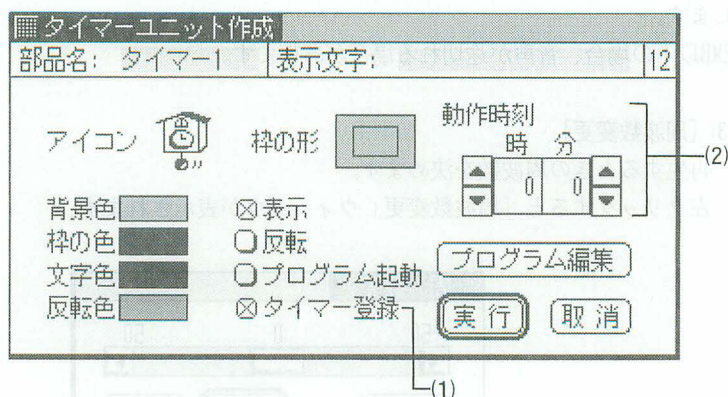 タイマーユニット作成
部品名: タイマー1 表示文字: 12
アイコン 枠の形 動作時刻
時 分
0 0
(2)
背景色 表示
枠の色 反転
文字色 プログラム起動 プログラム編集
反転色 タイマー登録 実行 取消
(1)